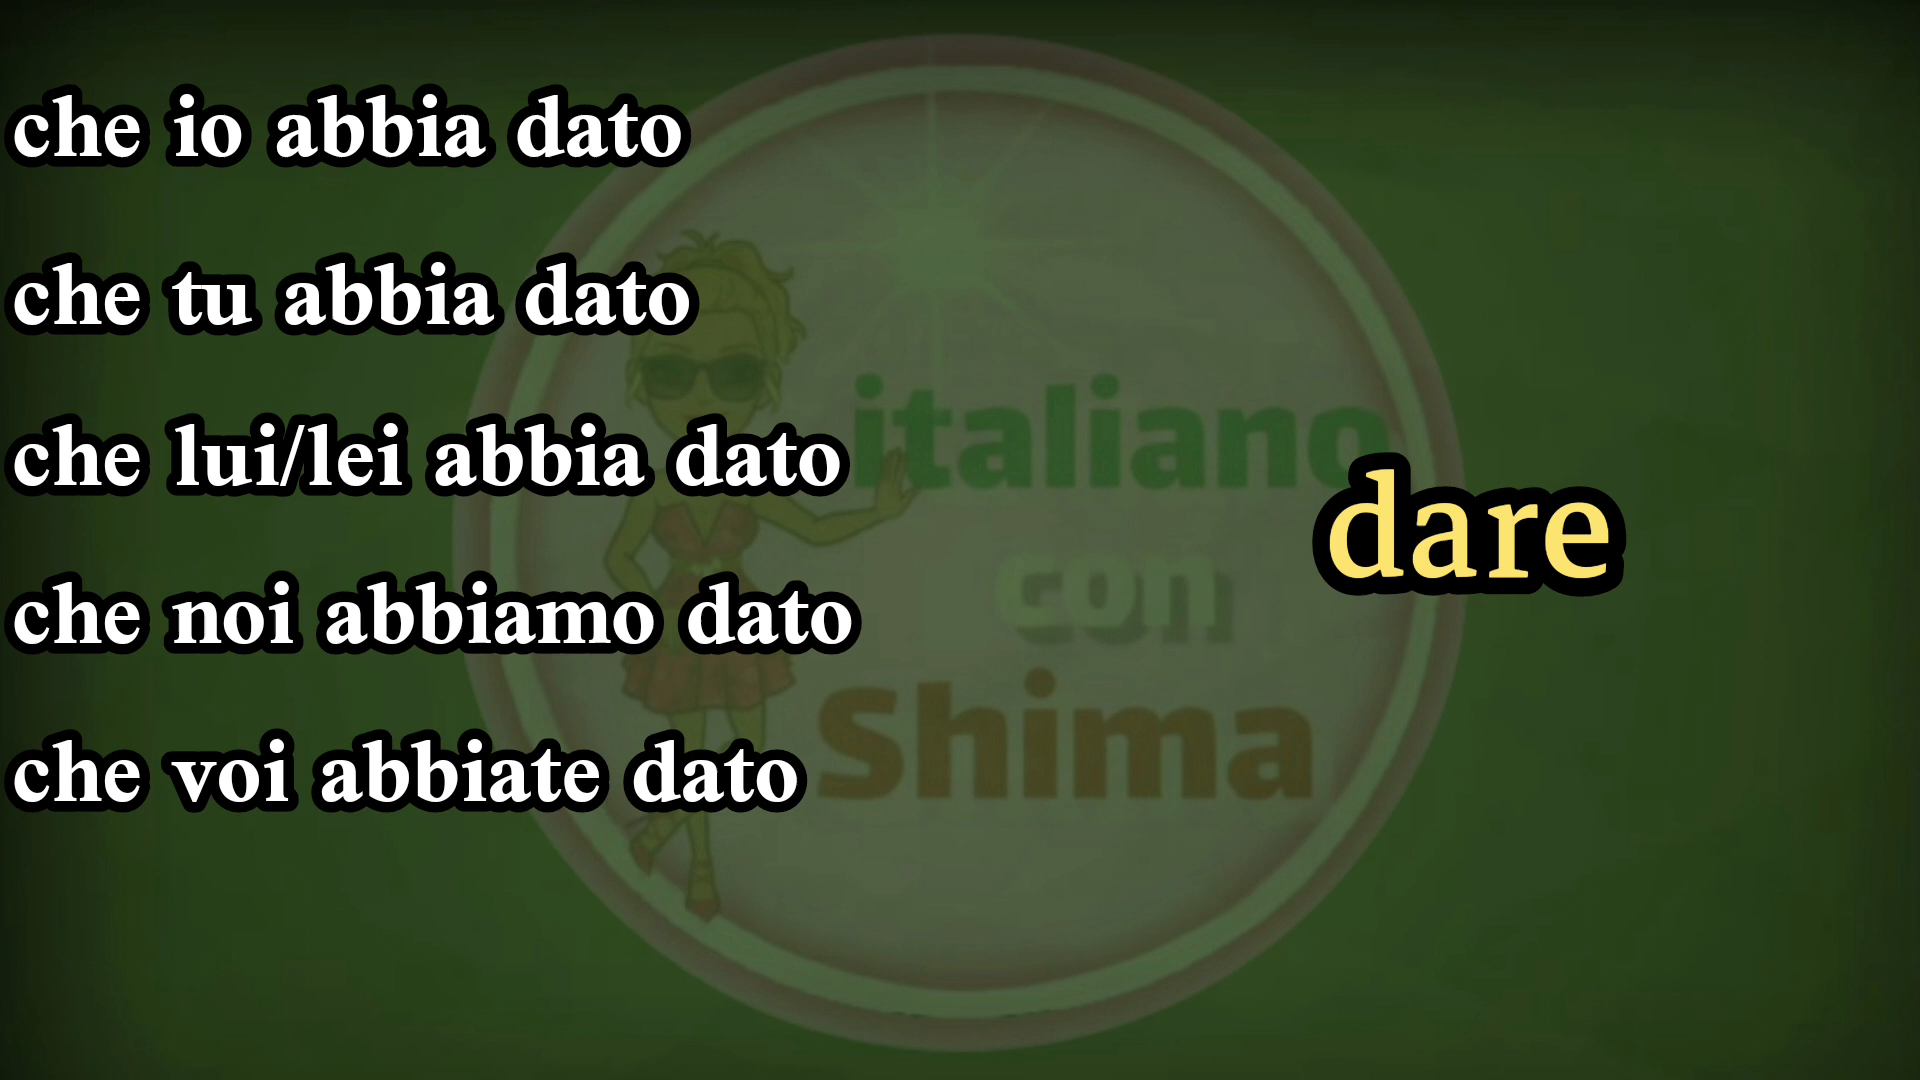 che io abbia dato
che tu abbia dato
che lui/lei abbia dato
che noi abbiamo dato
che voi abbiate dato
dare
italiano
con
Shima